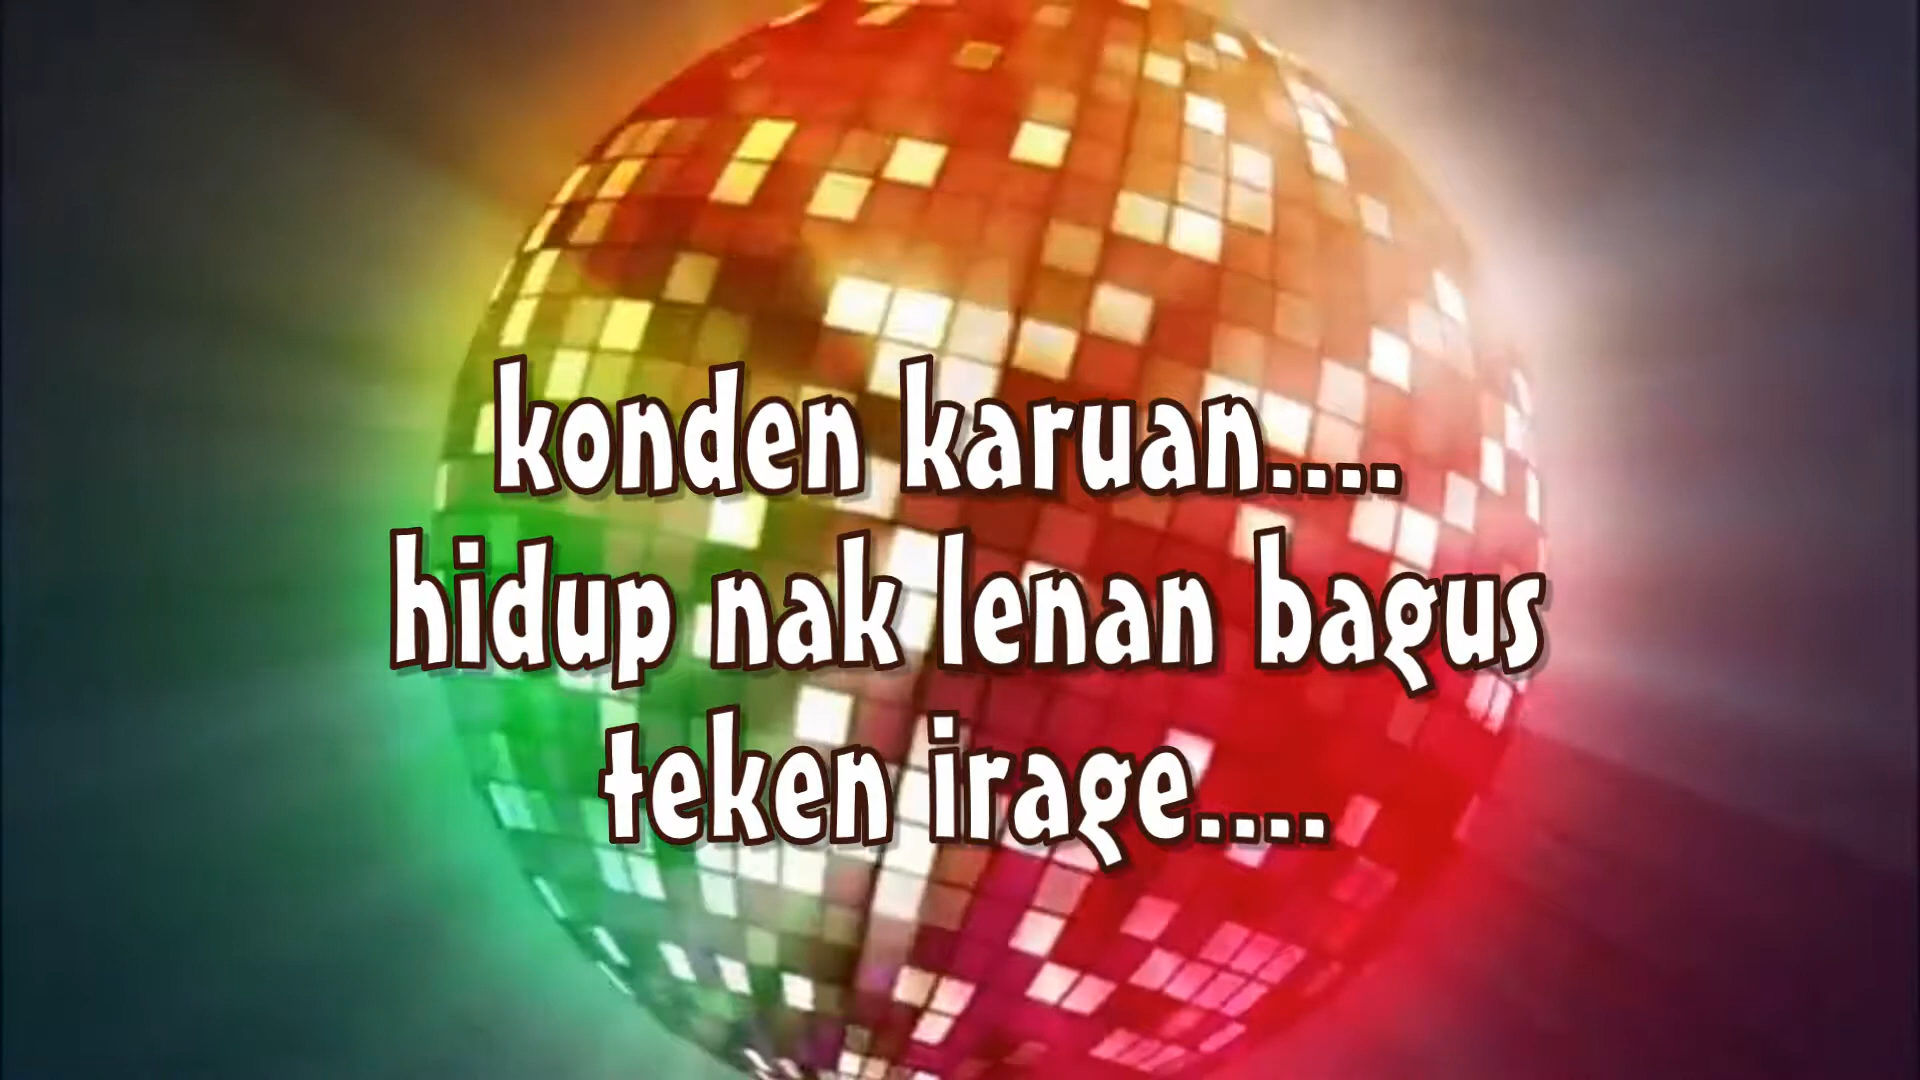 konden karuan....
hidup nak lenan bagus
teken irage....